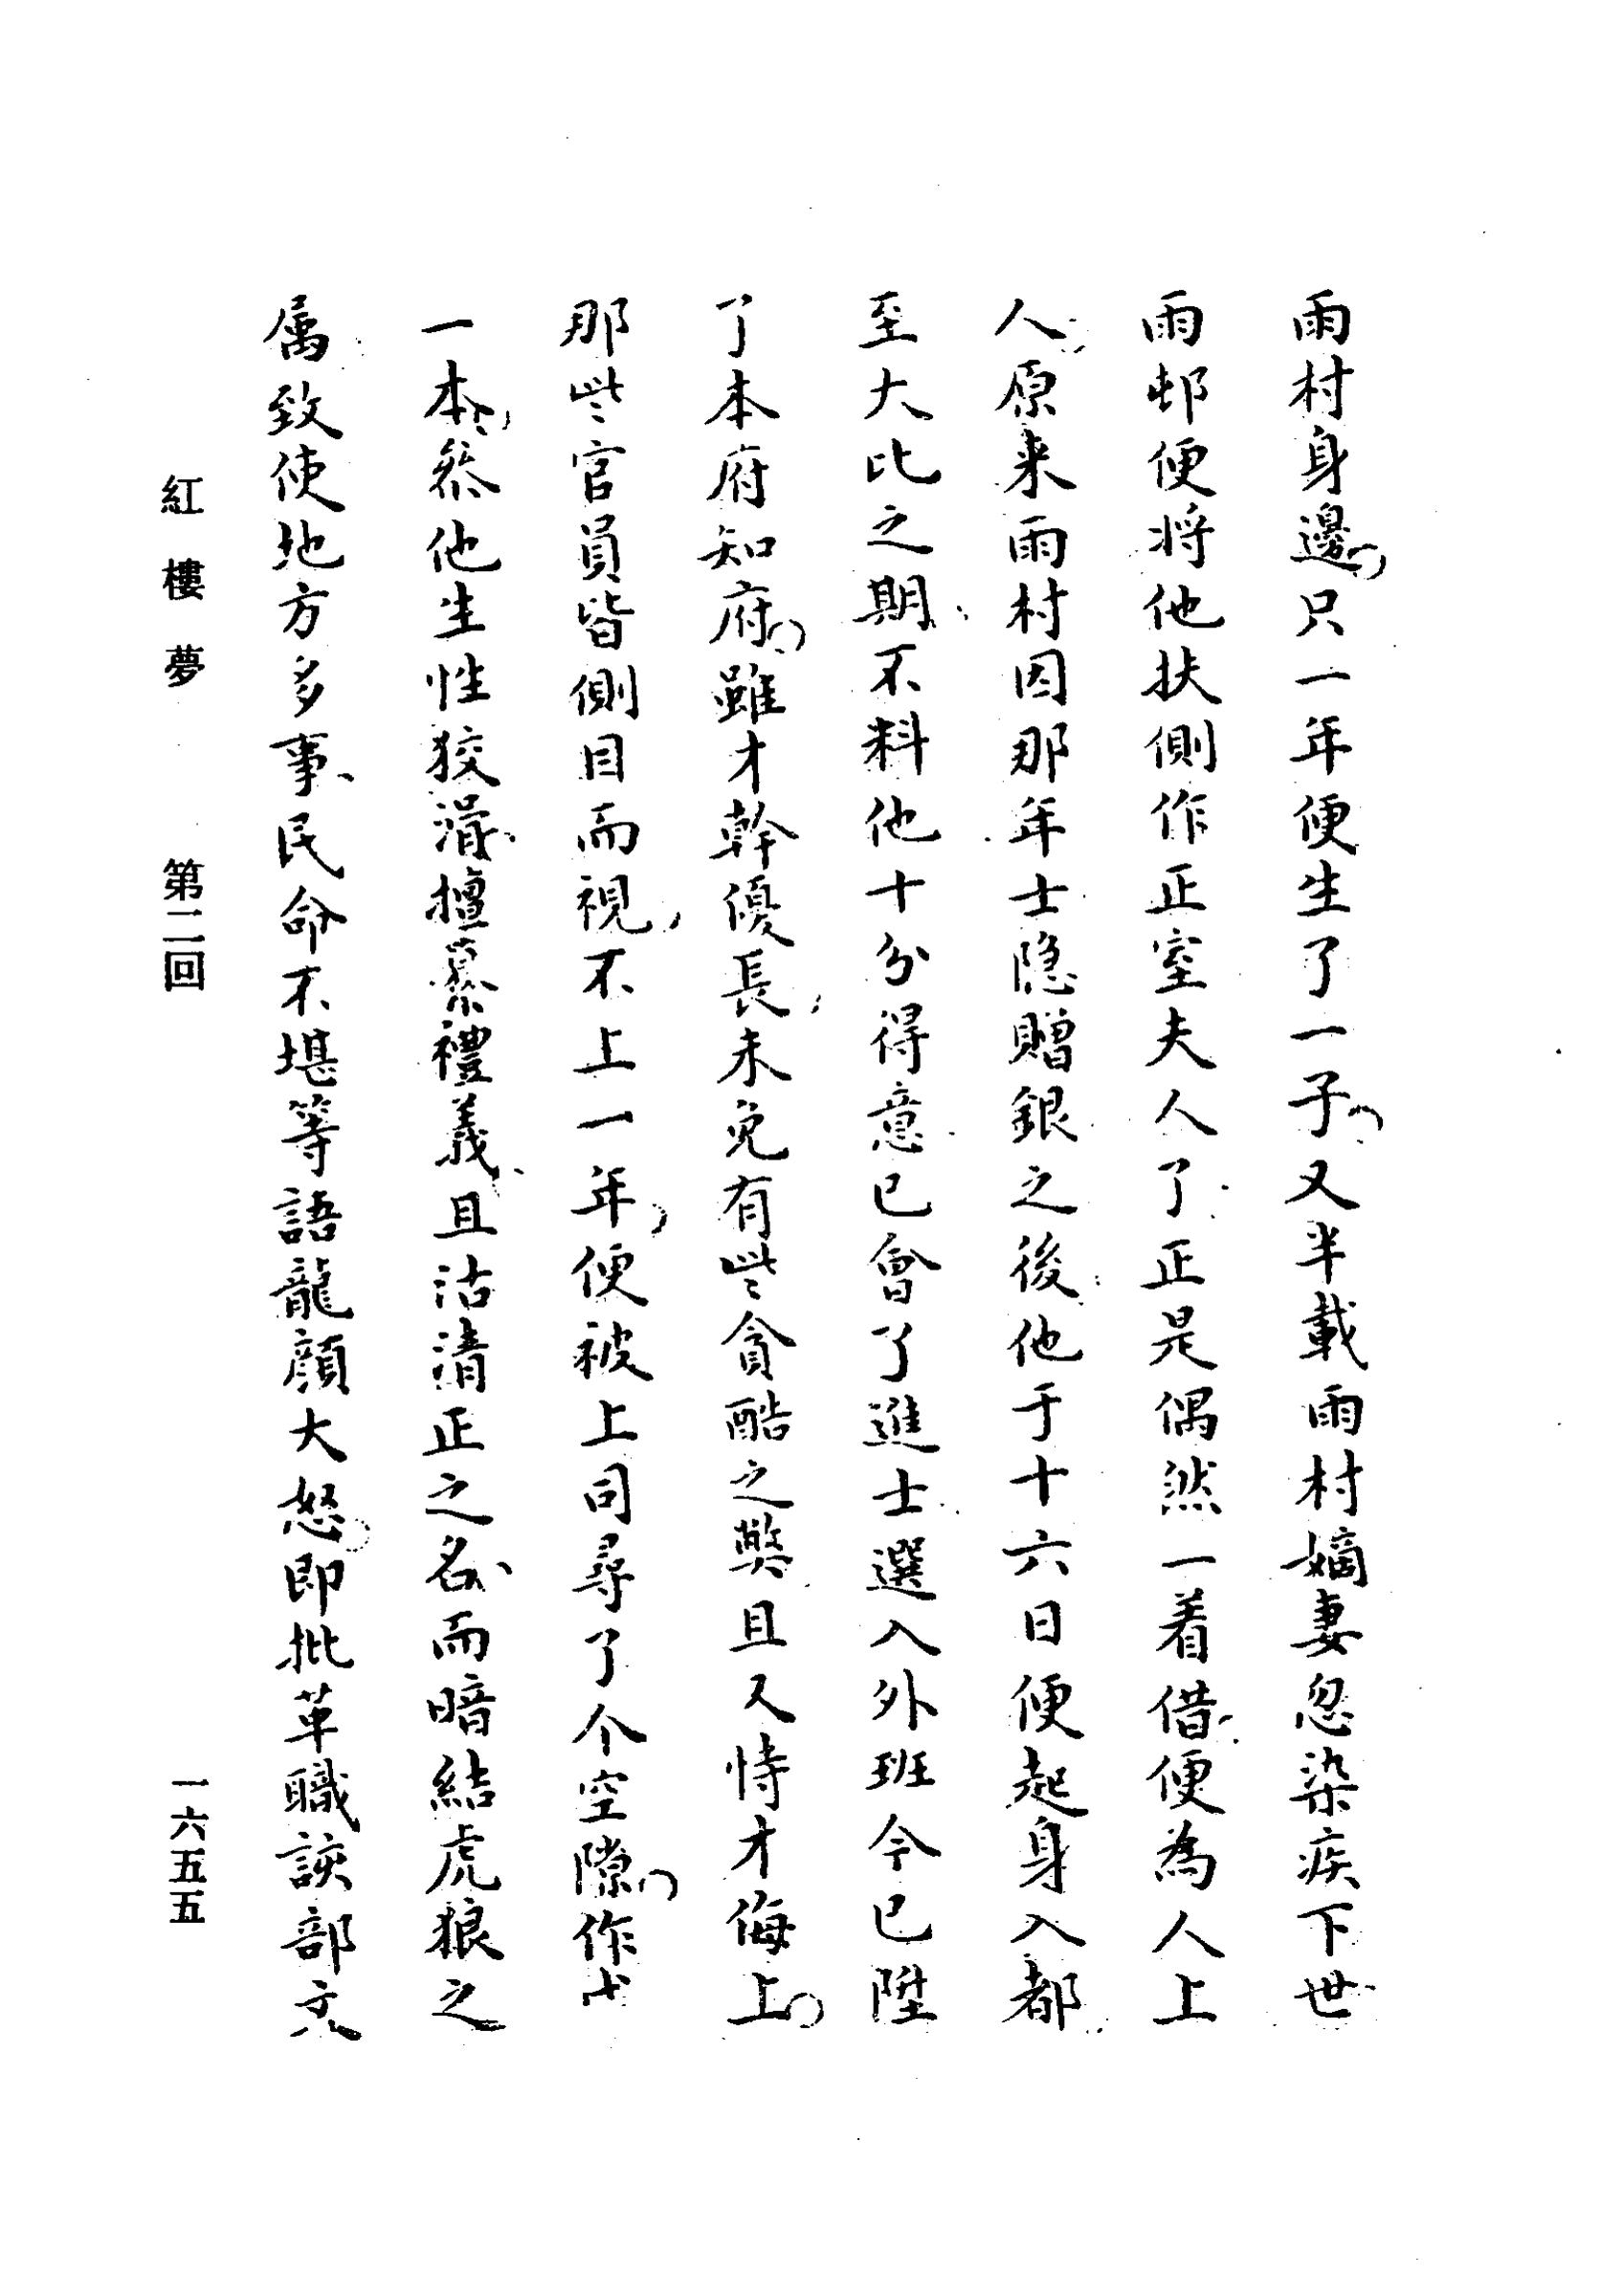 雨村身邊只一年便生了一子又半載雨村嫡妻忽染疾下世
雨邨便將他扶側作正室夫人了正是偶然一着借便為人上
人原来雨村因那年士隐贈銀之後他于十六日便起身入都
至大比之期不料他十分得意已會了進士選入外班今已陞
了本府知府雖才幹優長未免有些貪酷之弊且又恃才侮上
那些官員皆側目而視不上一年便被上司尋了个空隙作成
一本叅他生性狡滑擅纂禮義且沽清正之名而暗結虎狼之
属致使地方多事民命不堪等語龍顔大怒即批革職該部文
紅樓夢 第二回 一六五五